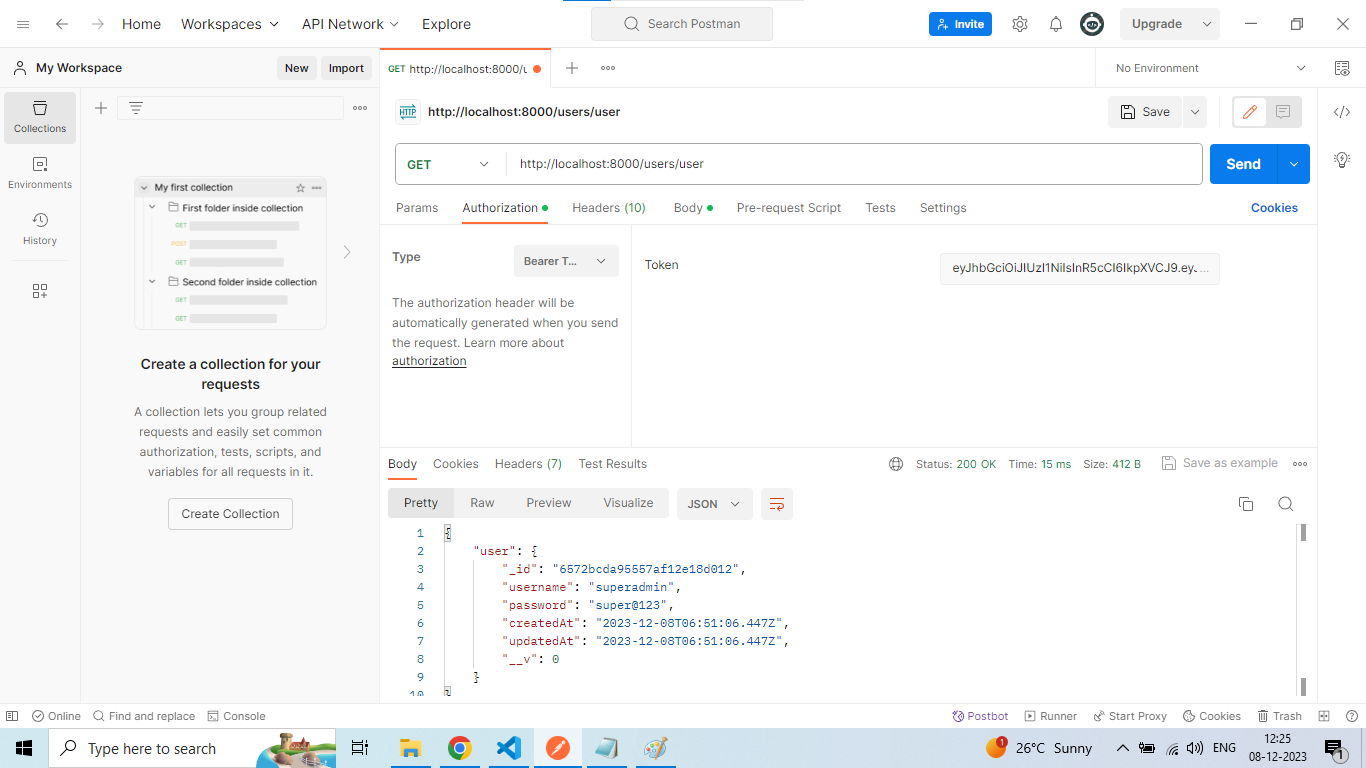 Home Workspaces API Network Explore Search Postman Invite Upgrade
My Workspace New Import GET http://localhost:8000/u No Environment
HTTP http://localhost:8000/users/user Save
Collections
GET http://localhost:8000/users/user Send
Environments
History
Params Authorization Headers (10) Body Pre-request Script Tests Settings Cookies
My first collection
First folder inside collection
GET
POST
GET
Second folder inside collection
GET
GET
Create a collection for your
requests
A collection lets you group related
requests and easily set common
authorization, tests, scripts, and
variables for all requests in it.
Create Collection
Type Bearer T...
The authorization header will be
automatically generated when you send
the request. Learn more about
authorization
Token eyJhbGciOiJIUzI1NiIsInR5cCI6IkpXVCJ9.eyJ...
Body Cookies Headers (7) Test Results Status: 200 OK Time: 15 ms Size: 412 B Save as example
Pretty Raw Preview Visualize JSON
1 {
2 "user": {
3 "_id": "6572bcda95557af12e18d012",
4 "username": "superadmin",
5 "password": "super@123",
6 "createdAt": "2023-12-08T06:51:06.447Z",
7 "updatedAt": "2023-12-08T06:51:06.447Z",
8 "__v": 0
9 }
10 }
Online Find and replace Console Postbot Runner Start Proxy Cookies Trash
Type here to search 1 26°C Sunny ENG 12:25
08-12-2023 1